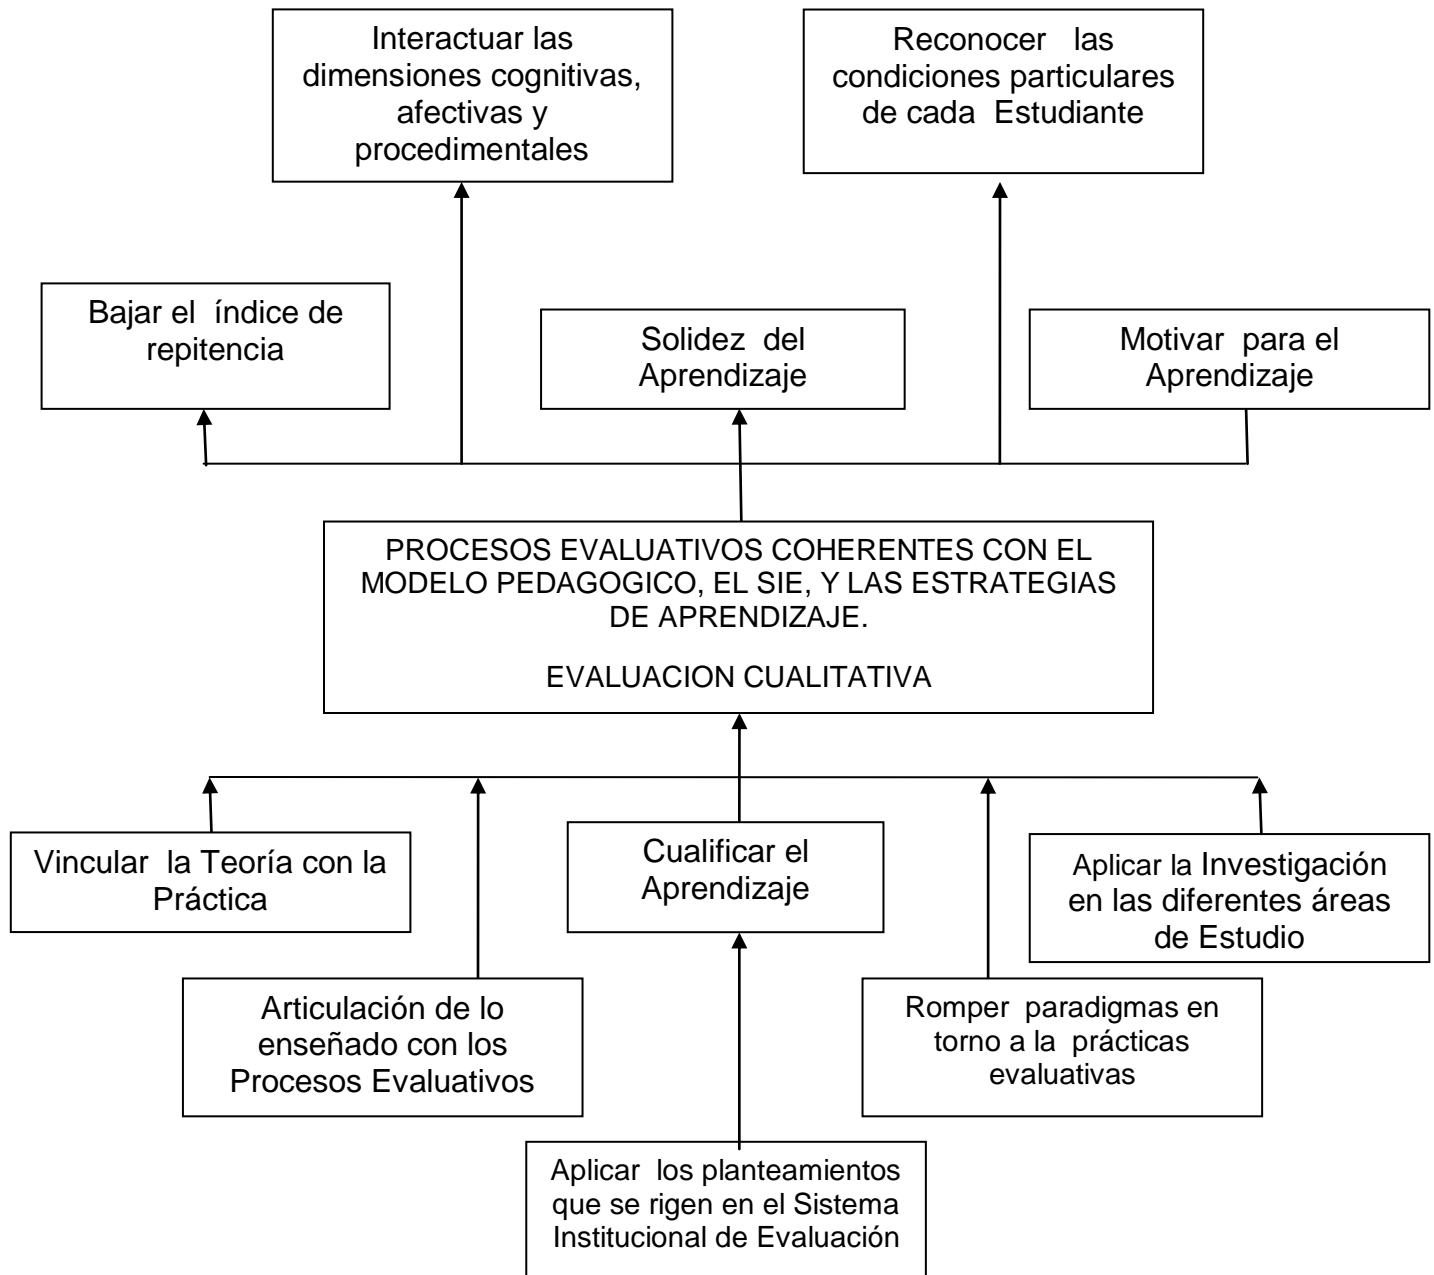 Interactuar las
dimensiones cognitivas,
afectivas y
procedimentales
Reconocer las
condiciones particulares
de cada Estudiante
Bajar el índice de
repitencia
Solidez del
Aprendizaje
Motivar para el
Aprendizaje
PROCESOS EVALUATIVOS COHERENTES CON EL
MODELO PEDAGOGICO, EL SIE, Y LAS ESTRATEGIAS
DE APRENDIZAJE.
EVALUACION CUALITATIVA
Vincular la Teoría con la
Práctica
Cualificar el
Aprendizaje
Aplicar la Investigación
en las diferentes áreas
de Estudio
Articulación de lo
enseñado con los
Procesos Evaluativos
Romper paradigmas en
torno a la prácticas
evaluativas
Aplicar los planteamientos
que se rigen en el Sistema
Institucional de Evaluación